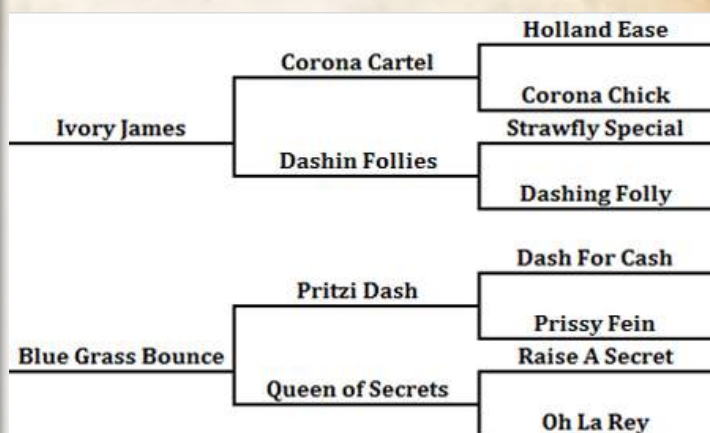 Holland Ease
Corona Cartel
Corona Chick
Ivory James
Strawfly Special
Dashin Follies
Dashing Folly
Dash For Cash
Pritzi Dash
Prissy Fein
Blue Grass Bounce
Raise A Secret
Queen of Secrets
Oh La Rey